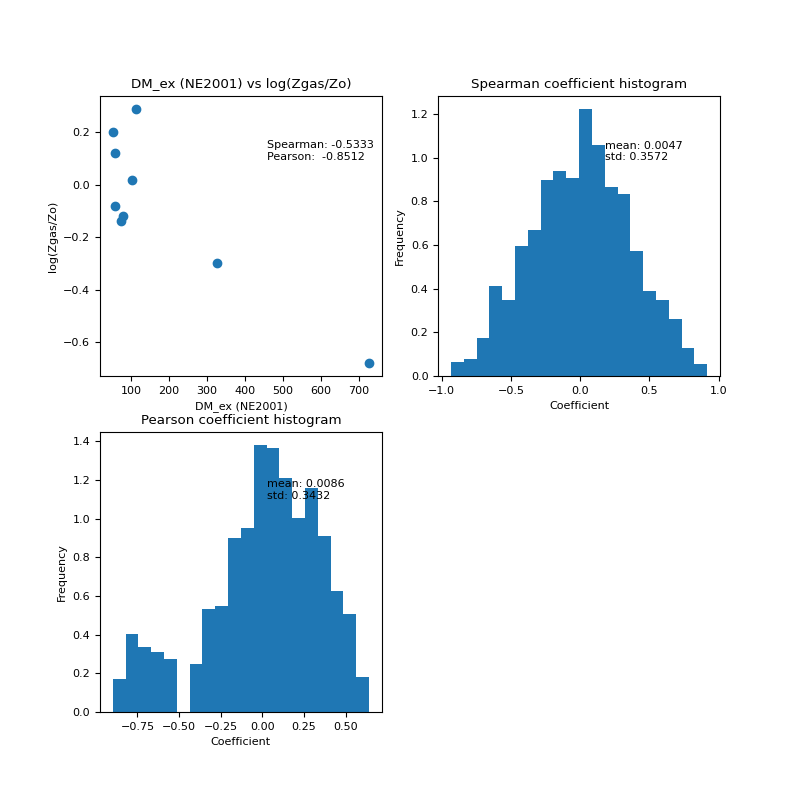 DM_ex (NE2001) vs log(Zgas/Zo)
Spearman: -0.5333
Pearson:  -0.8512
0.2
0.0
−0.2
−0.4
−0.6
log(Zgas/Zo)
100 200 300 400 500 600 700
DM_ex (NE2001)
Spearman coefficient histogram
mean: 0.0047
std: 0.3572
1.2
1.0
0.8
0.6
0.4
0.2
0.0
Frequency
−1.0 −0.5 0.0 0.5 1.0
Coefficient
Pearson coefficient histogram
mean: 0.0086
std: 0.3432
1.4
1.2
1.0
0.8
0.6
0.4
0.2
0.0
Frequency
−0.75 −0.50 −0.25 0.00 0.25 0.50
Coefficient